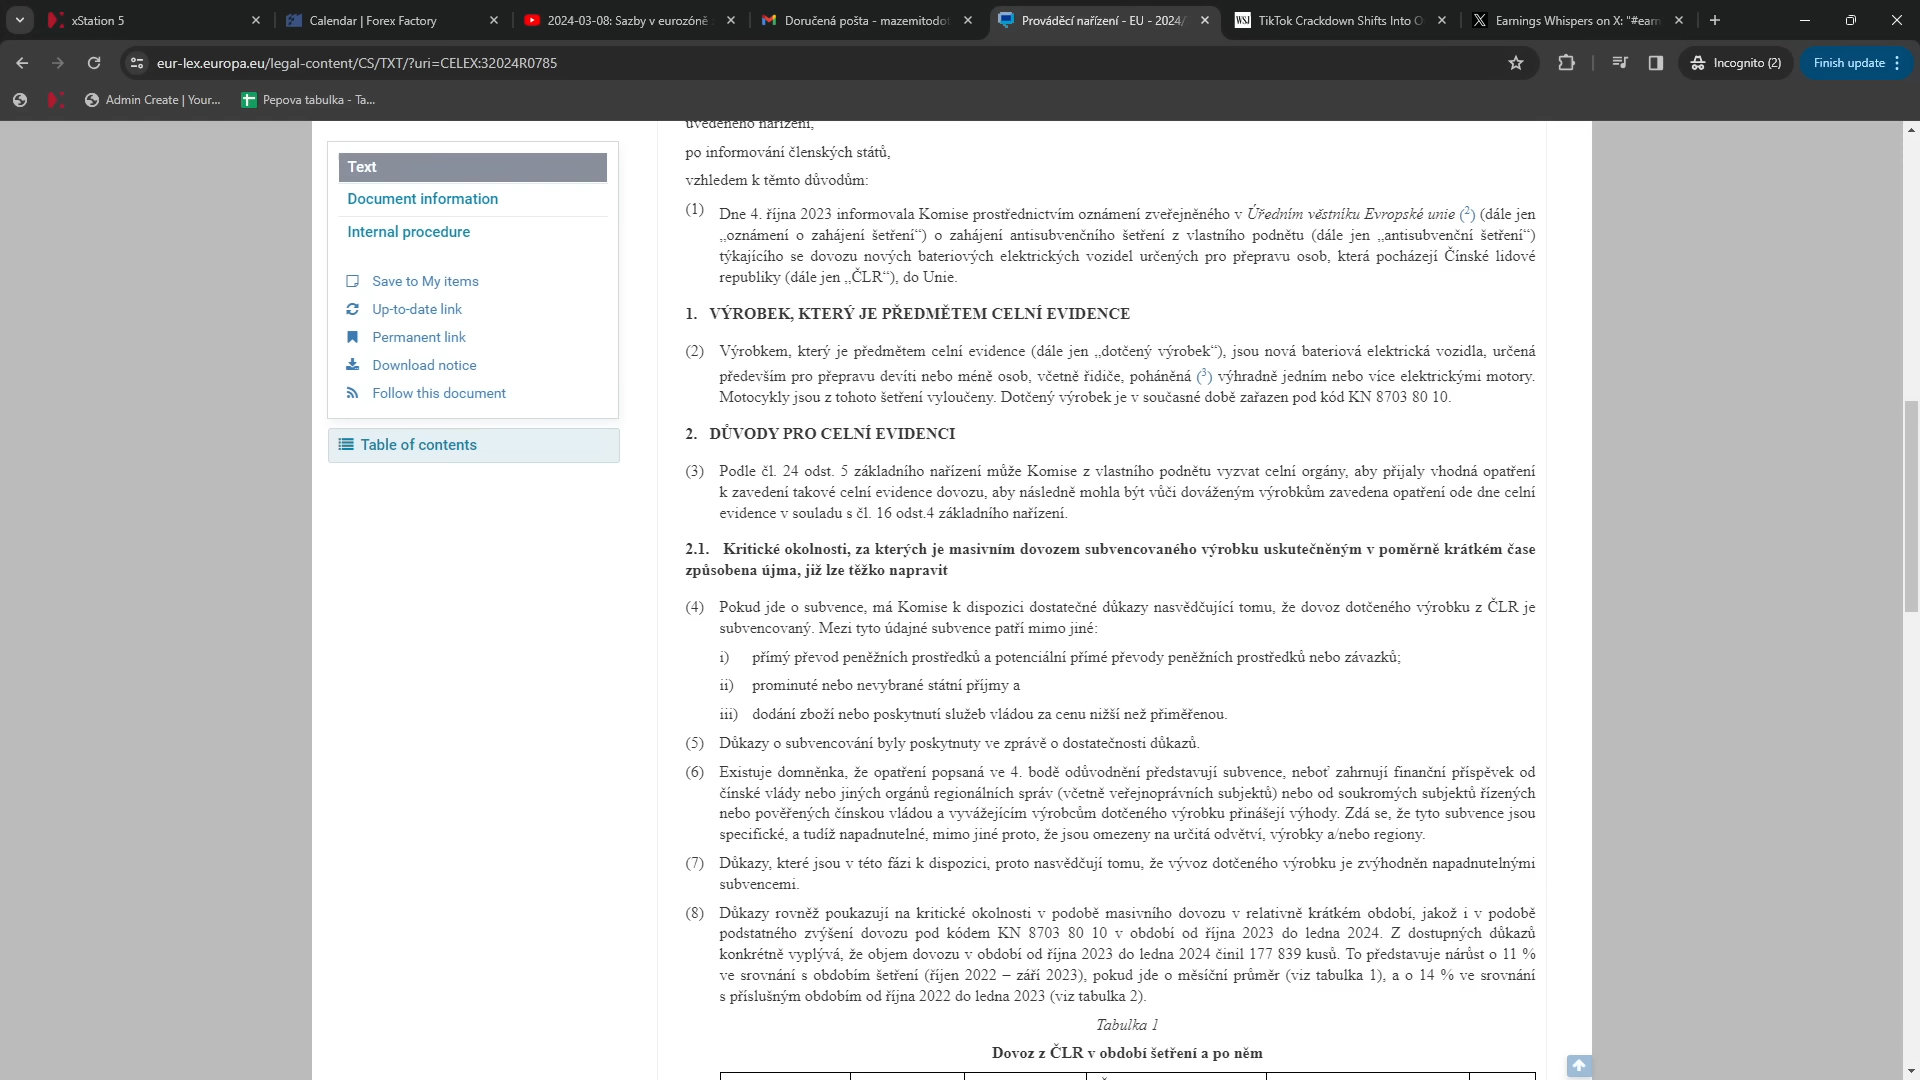 xStation 5
Calendar | Forex Factory
2024-03-08: Sazby v eurozóně
Doručená pošta - mazemitodo
Prováděcí nařízení - EU - 2024/
WSJ
TikTok Crackdown Shifts Into O
Earnings Whispers on X: "#earn
eur-lex.europa.eu/legal-content/CS/TXT/?uri=CELEX:32024R0785
Incognito (2)
Finish update
Admin Create | Your...
Pepova tabulka - Ta...
Text
Document information
Internal procedure
Save to My items
Up-to-date link
Permanent link
Download notice
Follow this document
Table of contents
uvedeného nařízení,
po informování členských států,
vzhledem k těmto důvodům:
(1) Dne 4. října 2023 informovala Komise prostřednictvím oznámení zveřejněného v Úředním věstníku Evropské unie (2) (dále jen
„oznámení o zahájení šetření“) o zahájení antisubvenčního šetření z vlastního podnětu (dále jen „antisubvenční šetření“)
týkajícího se dovozu nových bateriových elektrických vozidel určených pro přepravu osob, která pocházejí Čínské lidové
republiky (dále jen „ČLR“), do Unie.
1. VÝROBEK, KTERÝ JE PŘEDMĚTEM CELNÍ EVIDENCE
(2) Výrobkem, který je předmětem celní evidence (dále jen „dotčený výrobek“), jsou nová bateriová elektrická vozidla, určená
především pro přepravu devíti nebo méně osob, včetně řidiče, poháněná (3) výhradně jedním nebo více elektrickými motory.
Motocykly jsou z tohoto šetření vyloučeny. Dotčený výrobek je v současné době zařazen pod kód KN 8703 80 10.
2. DŮVODY PRO CELNÍ EVIDENCI
(3) Podle čl. 24 odst. 5 základního nařízení může Komise z vlastního podnětu vyzvat celní orgány, aby přijaly vhodná opatření
k zavedení takové celní evidence dovozu, aby následně mohla být vůči dováženým výrobkům zavedena opatření ode dne celní
evidence v souladu s čl. 16 odst.4 základního nařízení.
2.1. Kritické okolnosti, za kterých je masivním dovozem subvencovaného výrobku uskutečněným v poměrně krátkém čase
způsobena újma, již lze těžko napravit
(4) Pokud jde o subvence, má Komise k dispozici dostatečné důkazy nasvědčující tomu, že dovoz dotčeného výrobku z ČLR je
subvencovaný. Mezi tyto údajné subvence patří mimo jiné:
i) přímý převod peněžních prostředků a potenciální přímé převody peněžních prostředků nebo závazků;
ii) prominuté nebo nevybrané státní příjmy a
iii) dodání zboží nebo poskytnutí služeb vládou za cenu nižší než přiměřenou.
(5) Důkazy o subvencování byly poskytnuty ve zprávě o dostatečnosti důkazů.
(6) Existuje domněnka, že opatření popsaná ve 4. bodě odůvodnění představují subvence, neboť zahrnují finanční příspěvek od
čínské vlády nebo jiných orgánů regionálních správ (včetně veřejnoprávních subjektů) nebo od soukromých subjektů řízených
nebo pověřených čínskou vládou a vyvážejícím výrobcům dotčeného výrobku přinášejí výhody. Zdá se, že tyto subvence jsou
specifické, a tudíž napadnutelné, mimo jiné proto, že jsou omezeny na určitá odvětví, výrobky a/nebo regiony.
(7) Důkazy, které jsou v této fázi k dispozici, proto nasvědčují tomu, že vývoz dotčeného výrobku je zvýhodněn napadnutelnými
subvencemi.
(8) Důkazy rovněž poukazují na kritické okolnosti v podobě masivního dovozu v relativně krátkém období, jakož i v podobě
podstatného zvýšení dovozu pod kódem KN 8703 80 10 v období od října 2023 do ledna 2024. Z dostupných důkazů
konkrétně vyplývá, že objem dovozu v období od října 2023 do ledna 2024 činil 177 839 kusů. To představuje nárůst o 11 %
ve srovnání s obdobím šetření (říjen 2022 – září 2023), pokud jde o měsíční průměr (viz tabulka 1), a o 14 % ve srovnání
s příslušným obdobím od října 2022 do ledna 2023 (viz tabulka 2).
Tabulka 1
Dovoz z ČLR v období šetření a po něm